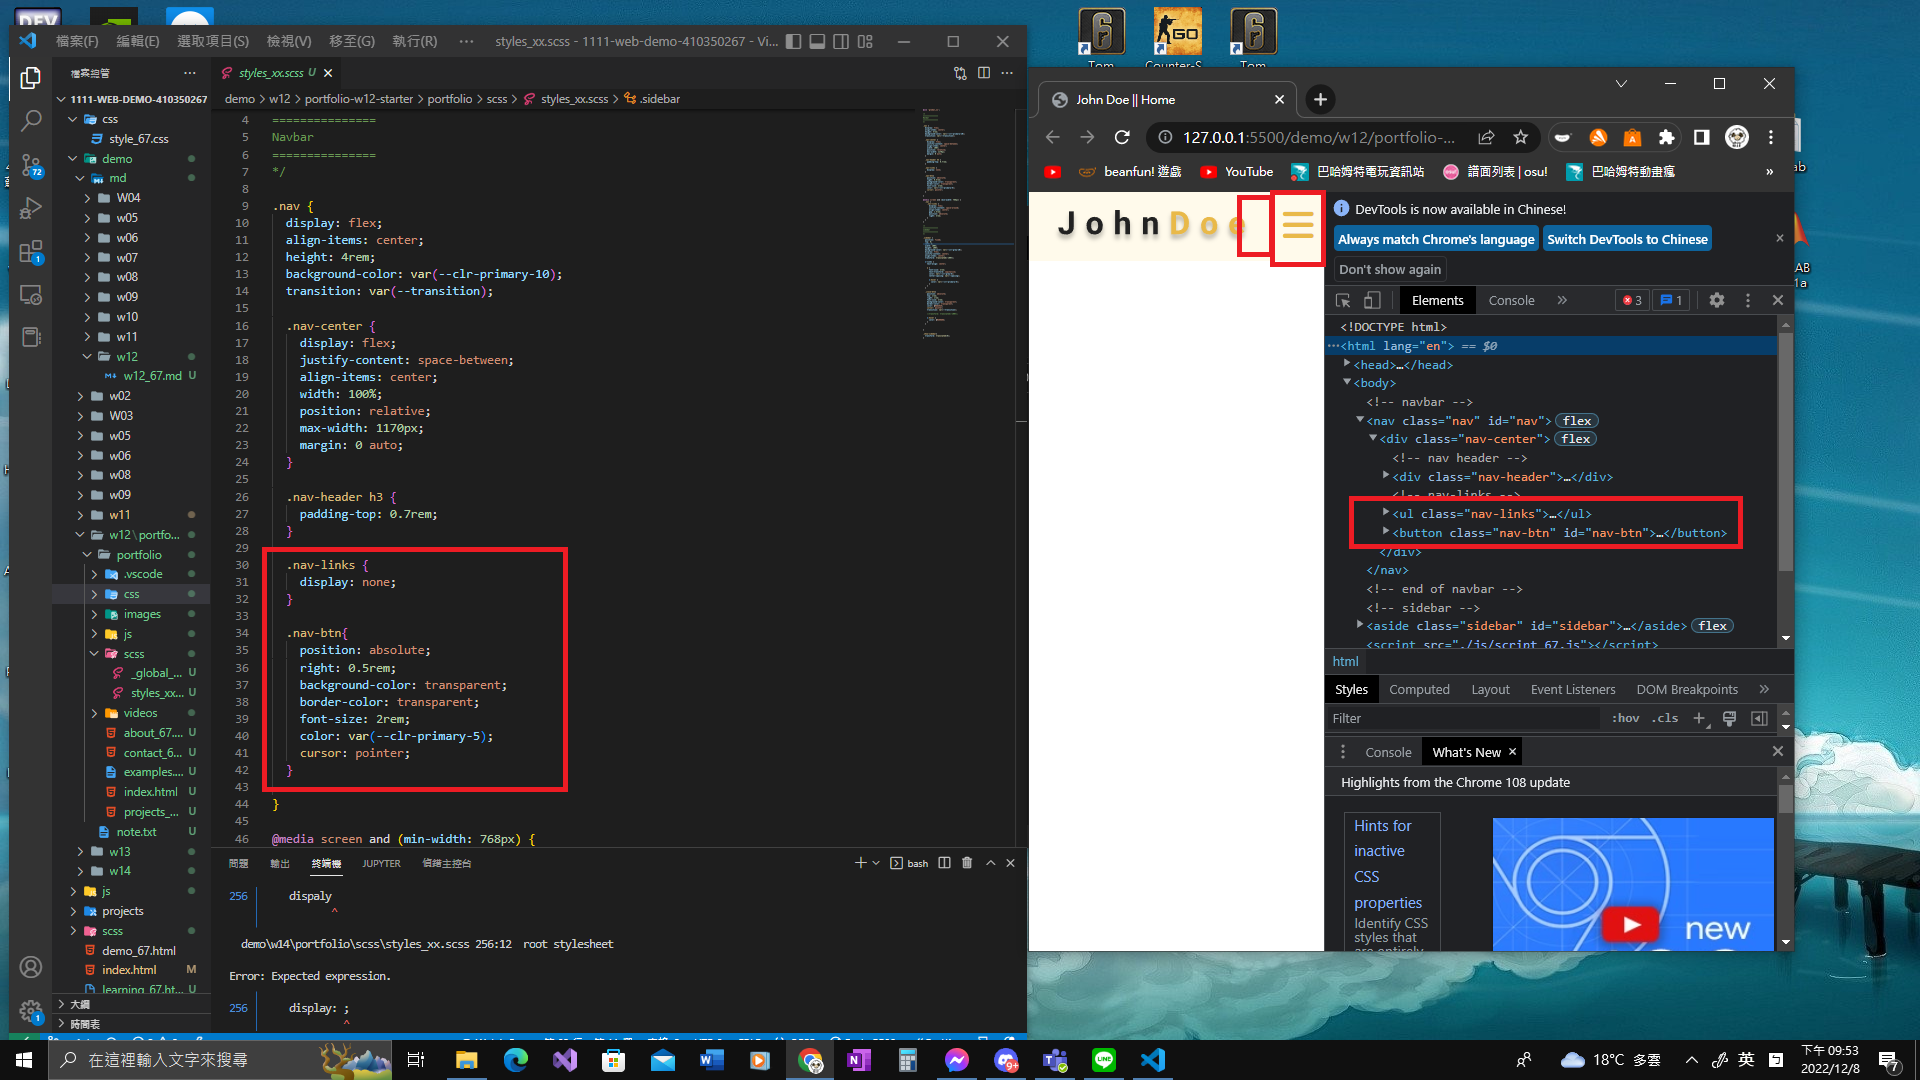 DEV
Tom
Counter-S
Tom
檔案(F) 編輯(E) 選取項目(S) 檢視(V) 移至(G) 執行(R) ··· styles_xx.scss - 1111-web-demo-410350267 - Vi...
檔案總管 ···
styles_xx.scss U
demo > w12 > portfolio-w12-starter > portfolio > scss > styles_xx.scss > .sidebar
1111-WEB-DEMO-410350267
css
style_67.css
demo
md
W04
w05
w06
w07
w08
w09
w10
w11
w12
w12_67.md U
w02
W03
w05
w06
w08
w09
w11
w12\portfo...
portfolio
.vscode
css
images
js
scss
_global_... U
styles_xx... U
videos
about_67.... U
contact_6... U
examples.... U
index.html U
projects_... U
note.txt U
w13
w14
js
projects
scss
demo_67.html
index.html M
learning_67.ht... U
大綱
時間表
4 ===============
5 Navbar
6 ===============
7 */
8
9 .nav {
10 display: flex;
11 align-items: center;
12 height: 4rem;
13 background-color: var(--clr-primary-10);
14 transition: var(--transition);
15
16 .nav-center {
17 display: flex;
18 justify-content: space-between;
19 align-items: center;
20 width: 100%;
21 position: relative;
22 max-width: 1170px;
23 margin: 0 auto;
24 }
25
26 .nav-header h3 {
27 padding-top: 0.7rem;
28 }
29
30 .nav-links {
31 display: none;
32 }
33
34 .nav-btn{
35 position: absolute;
36 right: 0.5rem;
37 background-color: transparent;
38 border-color: transparent;
39 font-size: 2rem;
40 color: var(--clr-primary-5);
41 cursor: pointer;
42 }
43
44 }
45
46 @media screen and (min-width: 768px) {
問題 輸出 終端機 JUPYTER 偵錯主控台 bash
256 dispaly
^
demo\w14\portfolio\scss\styles_xx.scss 256:12 root stylesheet
Error: Expected expression.
256 display: ;
^
John Doe || Home
127.0.0.1:5500/demo/w12/portfolio-...
beanfun! 遊戲 YouTube 巴哈姆特電玩資訊站 譜面列表 | osu! 巴哈姆特動畫瘋 »
JohnDoe
DevTools is now available in Chinese!
Always match Chrome's language Switch DevTools to Chinese
Don't show again
Elements Console » 3 1
<!DOCTYPE html>
···<html lang="en"> == $0
<head>…</head>
<body>
<!-- navbar -->
<nav class="nav" id="nav"> flex
<div class="nav-center"> flex
<!-- nav header -->
<div class="nav-header">…</div>
<!-- nav-links -->
<ul class="nav-links">…</ul>
<button class="nav-btn" id="nav-btn">…</button>
</div>
</nav>
<!-- end of navbar -->
<!-- sidebar -->
<aside class="sidebar" id="sidebar">…</aside> flex
<script src="./js/script_67.js"></script>
html
Styles Computed Layout Event Listeners DOM Breakpoints »
Filter :hov .cls +
Console What's New
Highlights from the Chrome 108 update
Hints for
inactive
CSS
properties
Identify CSS
styles that
are entirely
new
ab
AB
1a
72
1
1
在這裡輸入文字來搜尋
9+
18°C 多雲
英
下午 09:53
2022/12/8
7